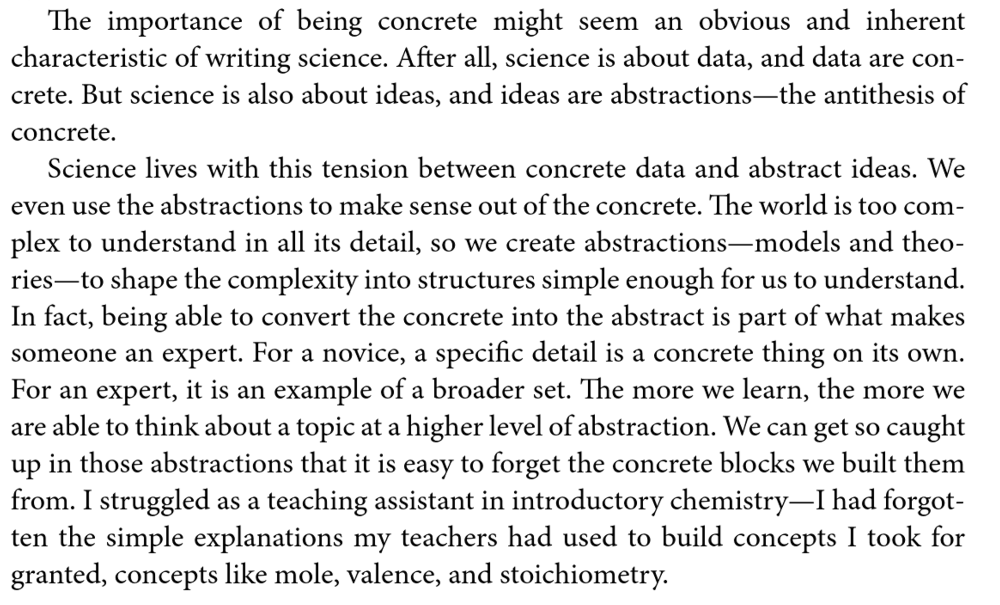 The importance of being concrete might seem an obvious and inherent
characteristic of writing science. After all, science is about data, and data are con-
crete. But science is also about ideas, and ideas are abstractions—the antithesis of
concrete.
Science lives with this tension between concrete data and abstract ideas. We
even use the abstractions to make sense out of the concrete. The world is too com-
plex to understand in all its detail, so we create abstractions—models and theo-
ries—to shape the complexity into structures simple enough for us to understand.
In fact, being able to convert the concrete into the abstract is part of what makes
someone an expert. For a novice, a specific detail is a concrete thing on its own.
For an expert, it is an example of a broader set. The more we learn, the more we
are able to think about a topic at a higher level of abstraction. We can get so caught
up in those abstractions that it is easy to forget the concrete blocks we built them
from. I struggled as a teaching assistant in introductory chemistry—I had forgot-
ten the simple explanations my teachers had used to build concepts I took for
granted, concepts like mole, valence, and stoichiometry.